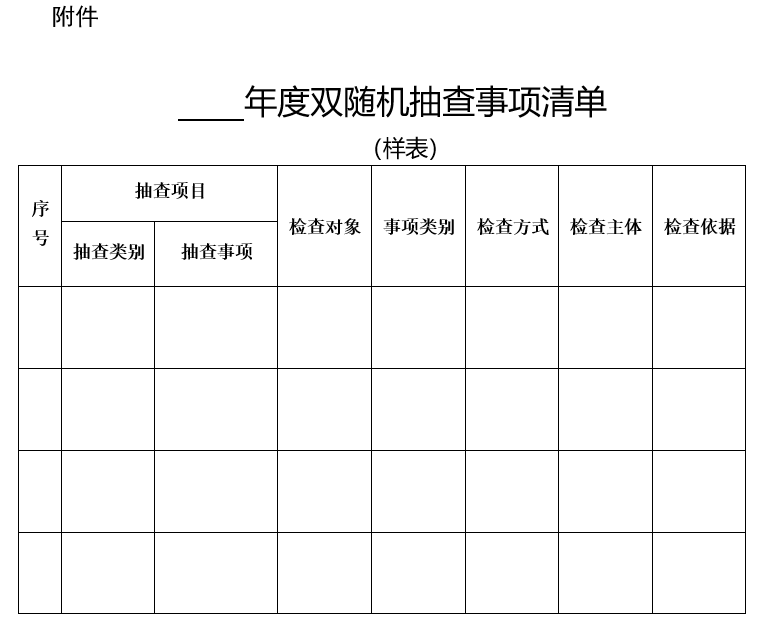 附件
____年度双随机抽查事项清单
（样表）
序号
抽查项目
检查对象
事项类别
检查方式
检查主体
检查依据
抽查类别
抽查事项